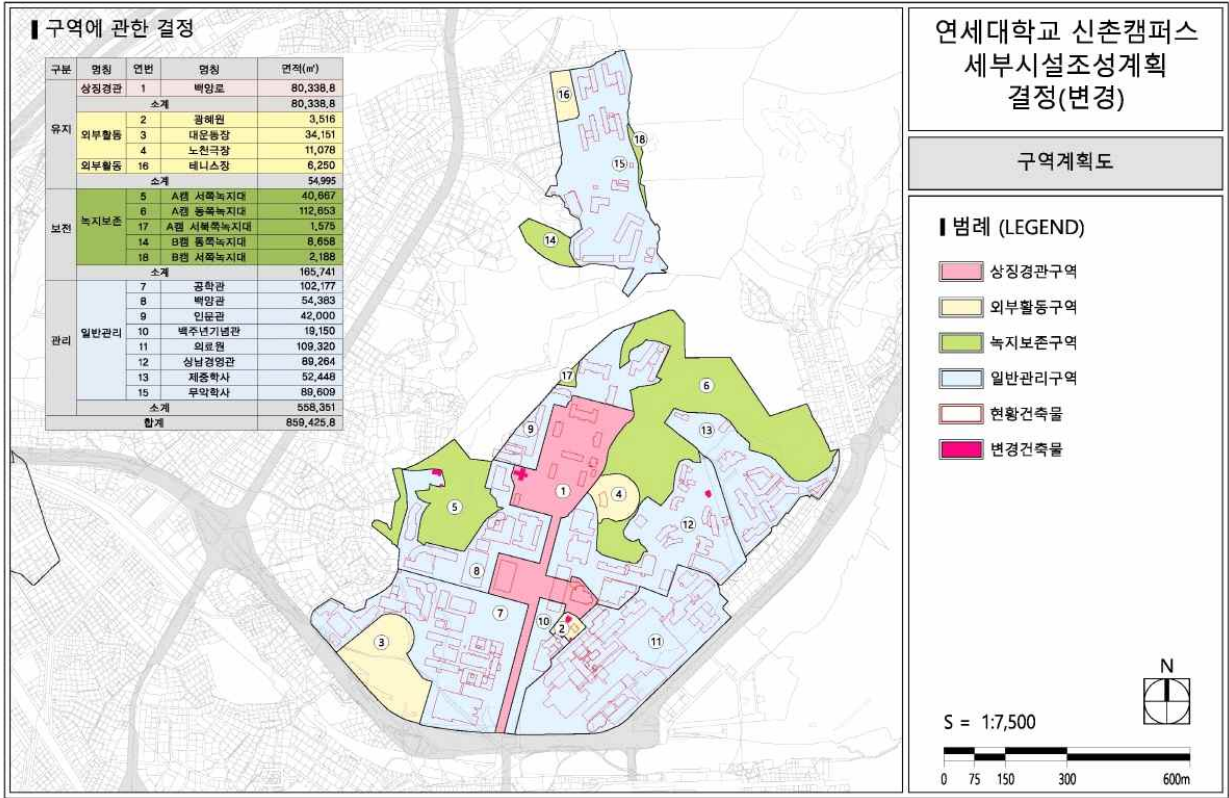 구역에 관한 결정
구분 명칭 연번 명칭 면적(㎡)
유지 상징경관 1 백양로 80,338.8
소계 80,338.8
외부활동 2 광혜원 3,516
3 대운동장 34,151
4 노천극장 11,078
외부활동 16 테니스장 6,250
소계 54,995
보전 녹지보존 5 A캠 서쪽녹지대 40,667
6 A캠 동쪽녹지대 112,653
17 A캠 서북쪽녹지대 1,575
14 B캠 동쪽녹지대 8,658
18 B캠 서쪽녹지대 2,188
소계 165,741
관리 일반관리 7 공학관 102,177
8 백양관 54,383
9 인문관 42,000
10 백주년기념관 19,150
11 의료원 109,320
12 상남경영관 89,264
13 제중학사 52,448
15 무악학사 89,609
소계 558,351
합계 859,425.8
16
18
15
14
17
6
9
13
1
4
5
12
8
7
10
2
3
11
연세대학교 신촌캠퍼스
세부시설조성계획
결정(변경)
구역계획도
범례 (LEGEND)
상징경관구역
외부활동구역
녹지보존구역
일반관리구역
현황건축물
변경건축물
N
S = 1:7,500
0 75 150 300 600m